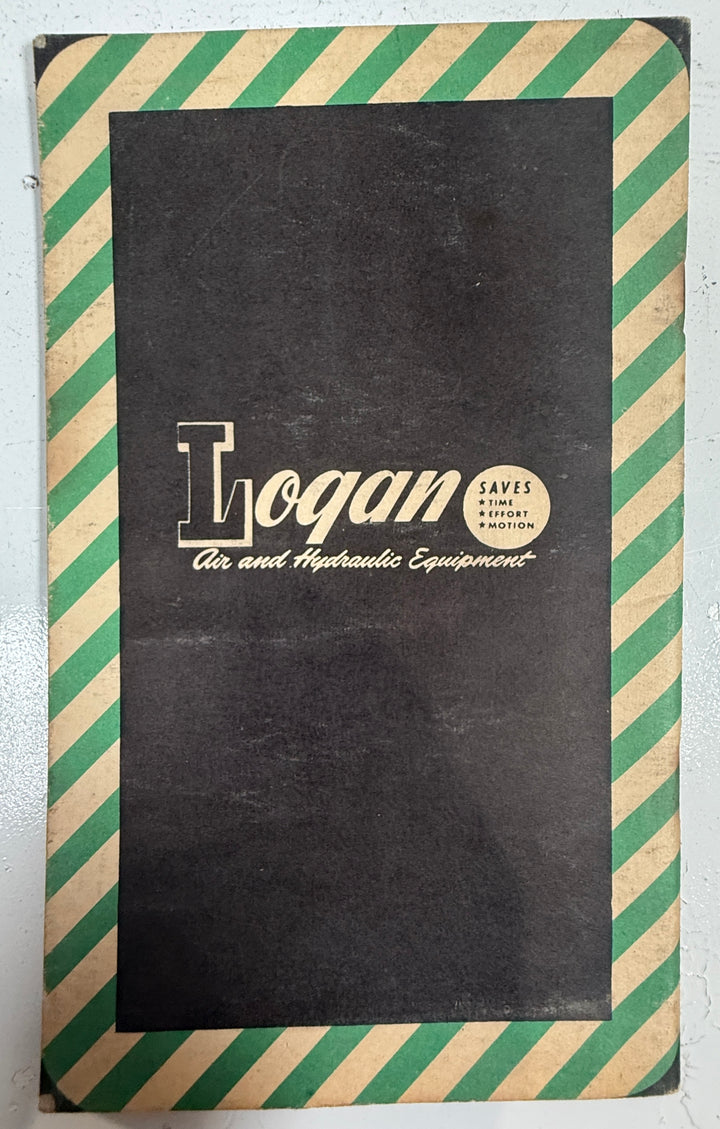 Logan
SAVES
★ TIME
★ EFFORT
★ MOTION
Air and Hydraulic Equipment